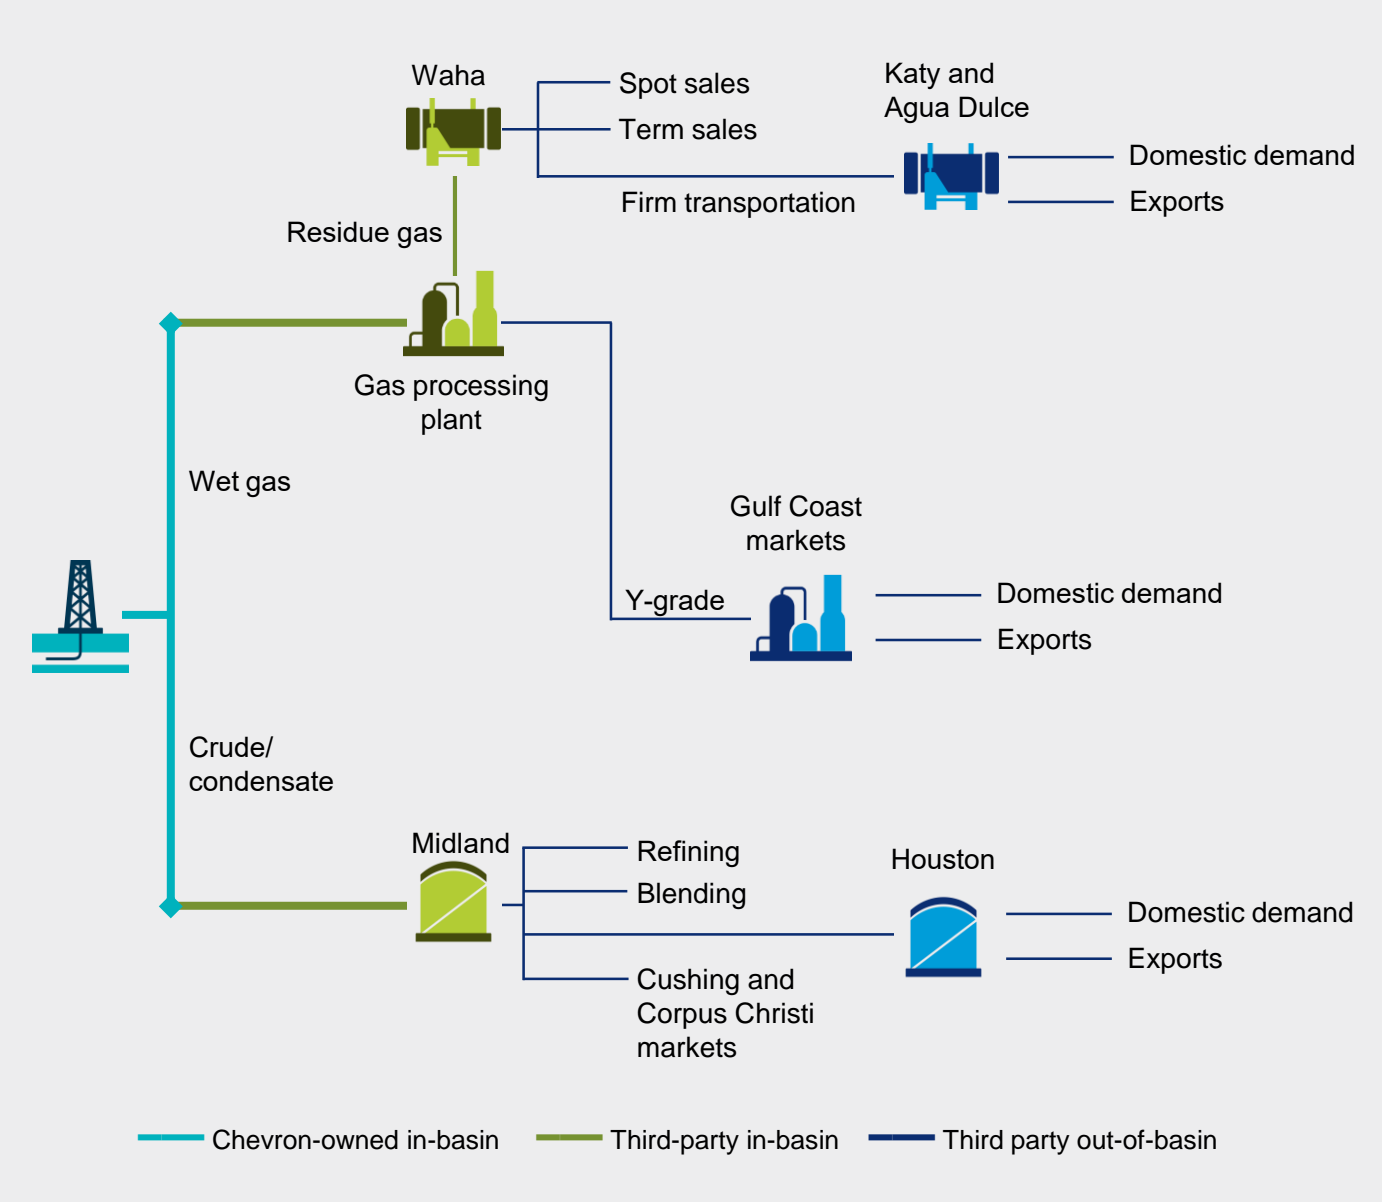 Waha
Spot sales
Term sales
Firm transportation
Katy and
Agua Dulce
Domestic demand
Exports
Residue gas
Gas processing
plant
Wet gas
Gulf Coast
markets
Y-grade
Domestic demand
Exports
Crude/
condensate
Midland
Refining
Blending
Cushing and
Corpus Christi
markets
Houston
Domestic demand
Exports
Chevron-owned in-basin
Third-party in-basin
Third party out-of-basin